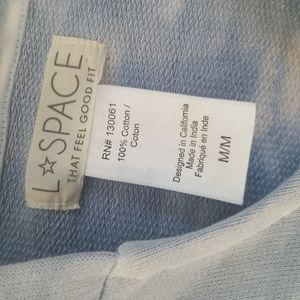 L☆SPACE
THAT FEEL GOOD FIT
RN# 130061
100% Cotton /
Coton
Designed in California
Made in India
Fabriqué en Inde
M/M